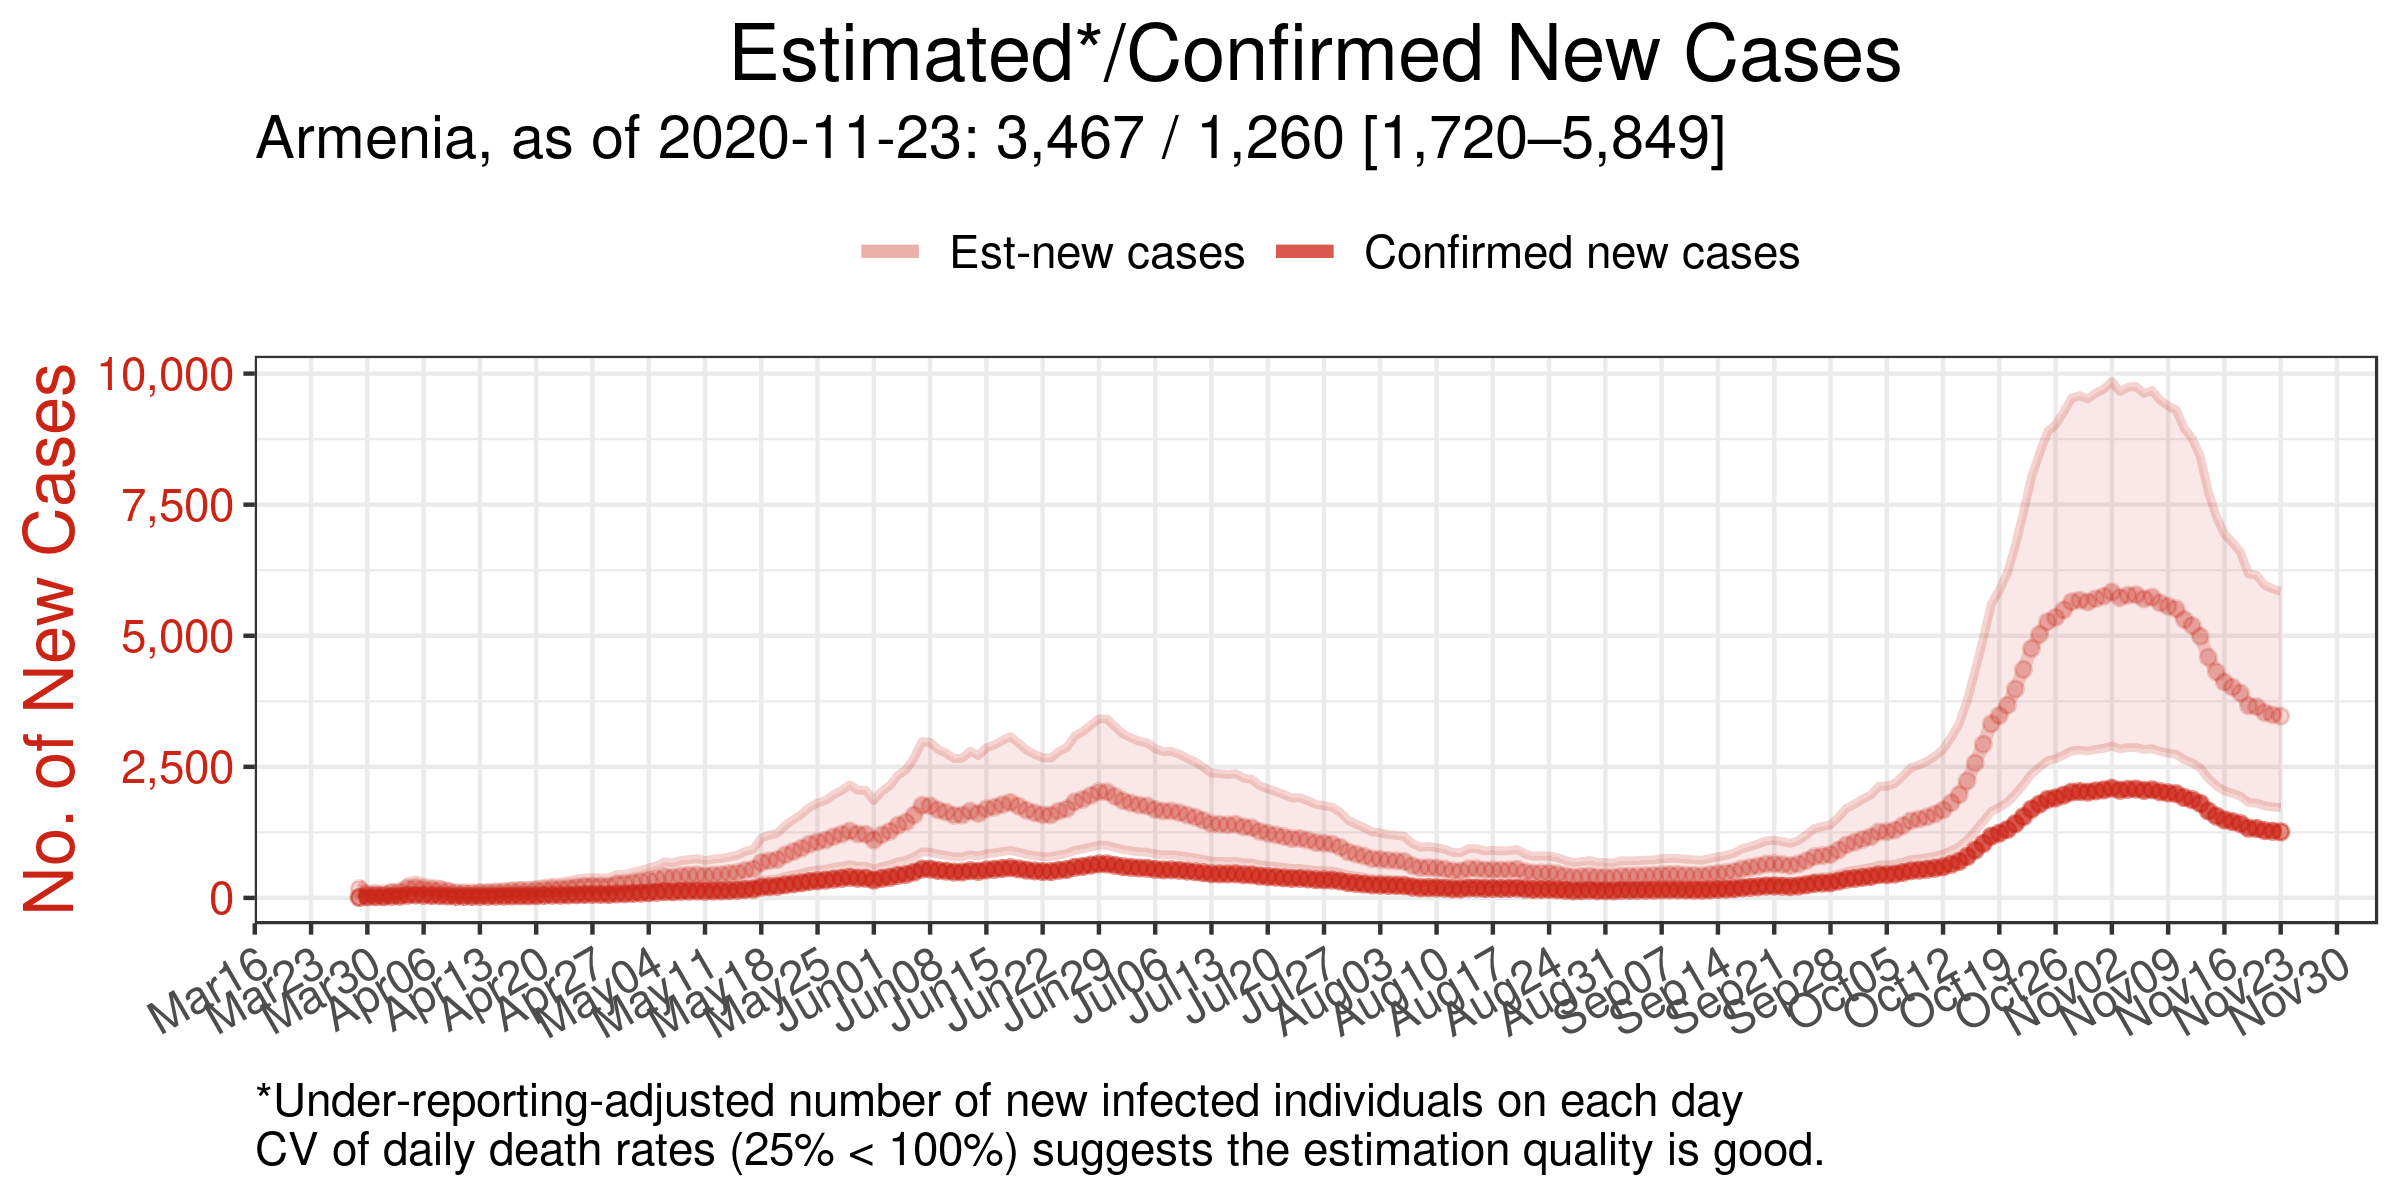 Estimated*/Confirmed New Cases
Armenia, as of 2020-11-23: 3,467 / 1,260 [1,720–5,849]
Est-new cases
Confirmed new cases
No. of New Cases
10,000
7,500
5,000
2,500
0
Mar16
Mar23
Mar30
Apr06
Apr13
Apr20
Apr27
May04
May11
May18
May25
Jun01
Jun08
Jun15
Jun22
Jun29
Jul06
Jul13
Jul20
Jul27
Aug03
Aug10
Aug17
Aug24
Aug31
Sep07
Sep14
Sep21
Sep28
Oct05
Oct12
Oct19
Oct26
Nov02
Nov09
Nov16
Nov23
Nov30
*Under-reporting-adjusted number of new infected individuals on each day
CV of daily death rates (25% < 100%) suggests the estimation quality is good.